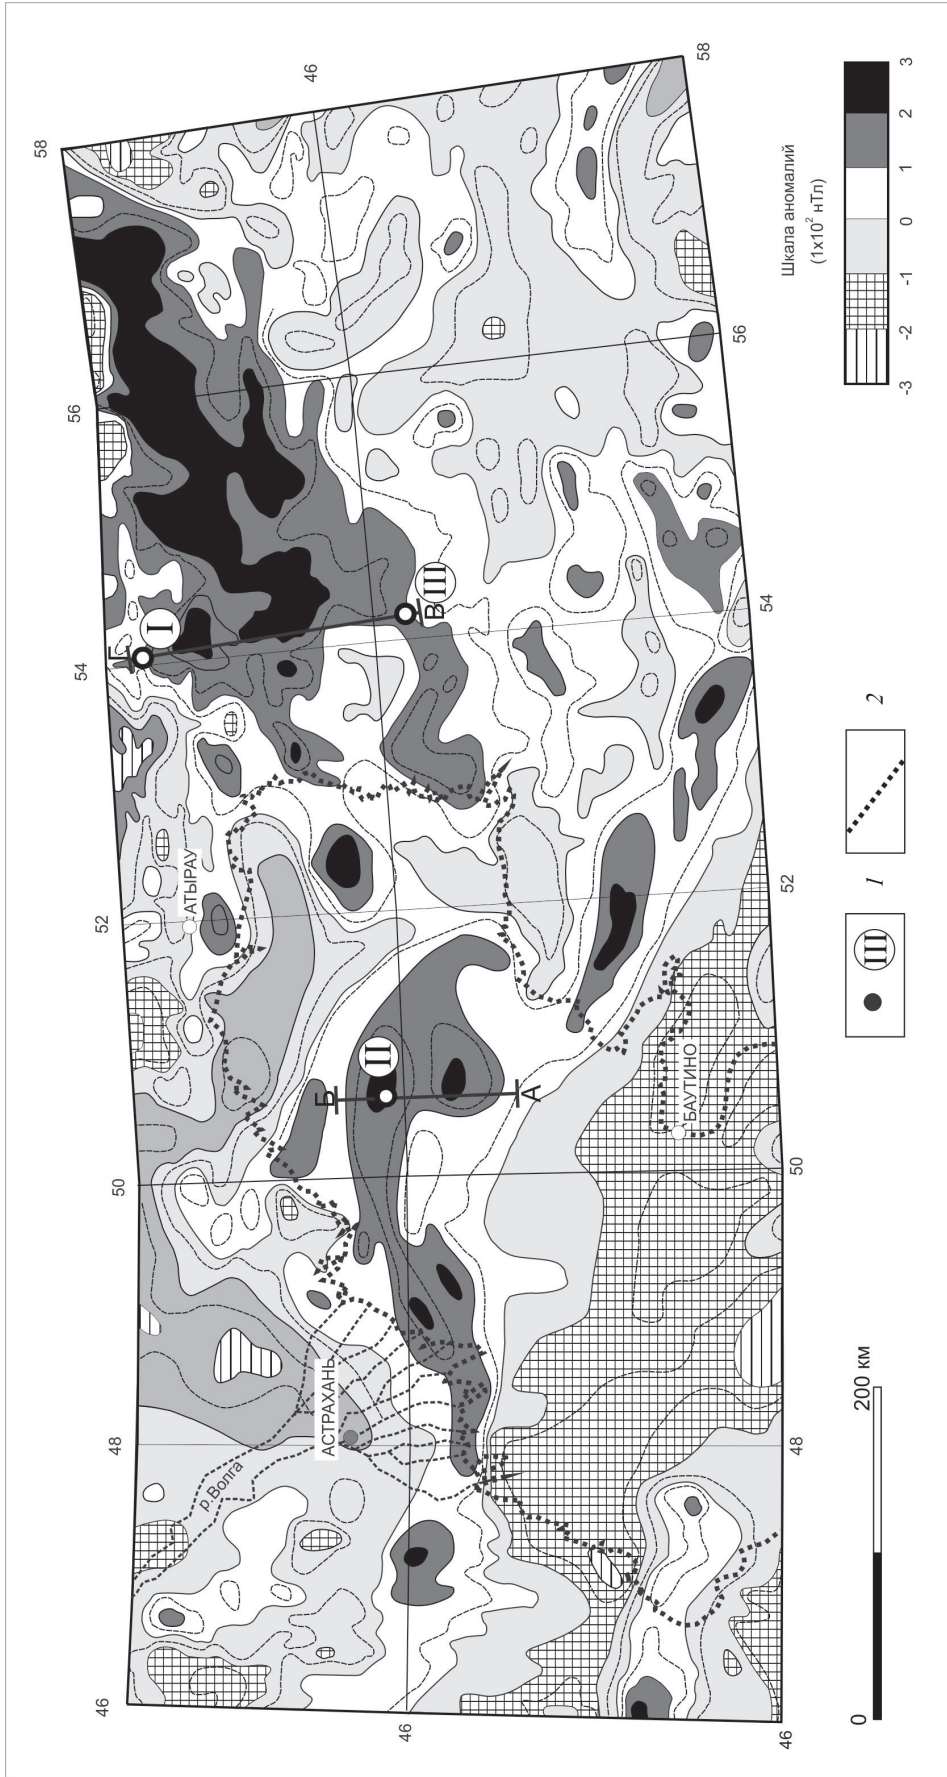 46 48 50 52 54 56 58
Г
I
АТЫРАУ
р.Волга
46
АСТРАХАНЬ
Б
II
46
III
В
А
БАУТИНО
46 48 50 52 54 56 58
0 200 км
III 1
2
Шкала аномалий
(1x10² нТл)
-3 -2 -1 0 1 2 3